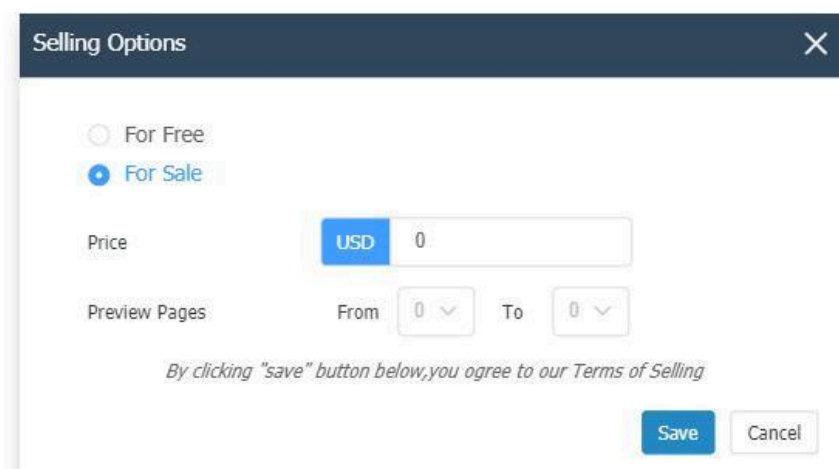 Selling Options
For Free
For Sale
Price USD 0
Preview Pages From 0 To 0
By clicking "save" button below,you ogree to our Terms of Selling
Save Cancel